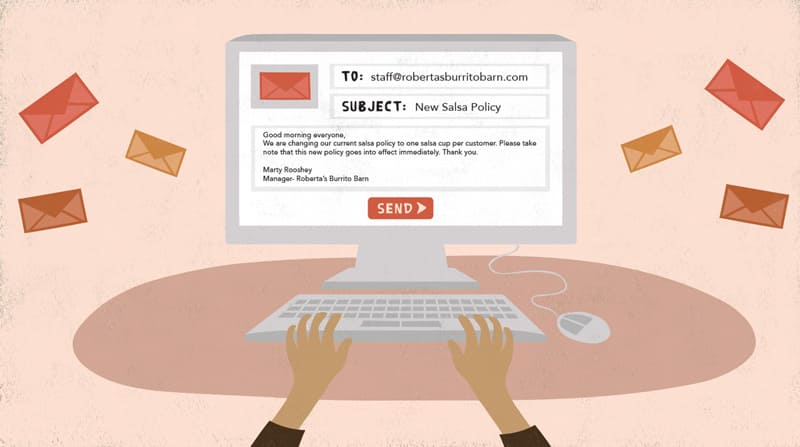 TO: staff@robertasburritobarn.com
SUBJECT: New Salsa Policy
Good morning everyone,
We are changing our current salsa policy to one salsa cup per customer. Please take
note that this new policy goes into effect immediately. Thank you.
Marty Rooshey
Manager- Roberta's Burrito Barn
SEND